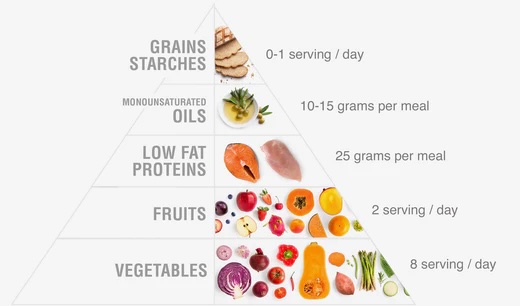 GRAINS
STARCHES
0-1 serving / day
MONOUNSATURATED
OILS
10-15 grams per meal
LOW FAT
PROTEINS
25 grams per meal
FRUITS
2 serving / day
VEGETABLES
8 serving / day